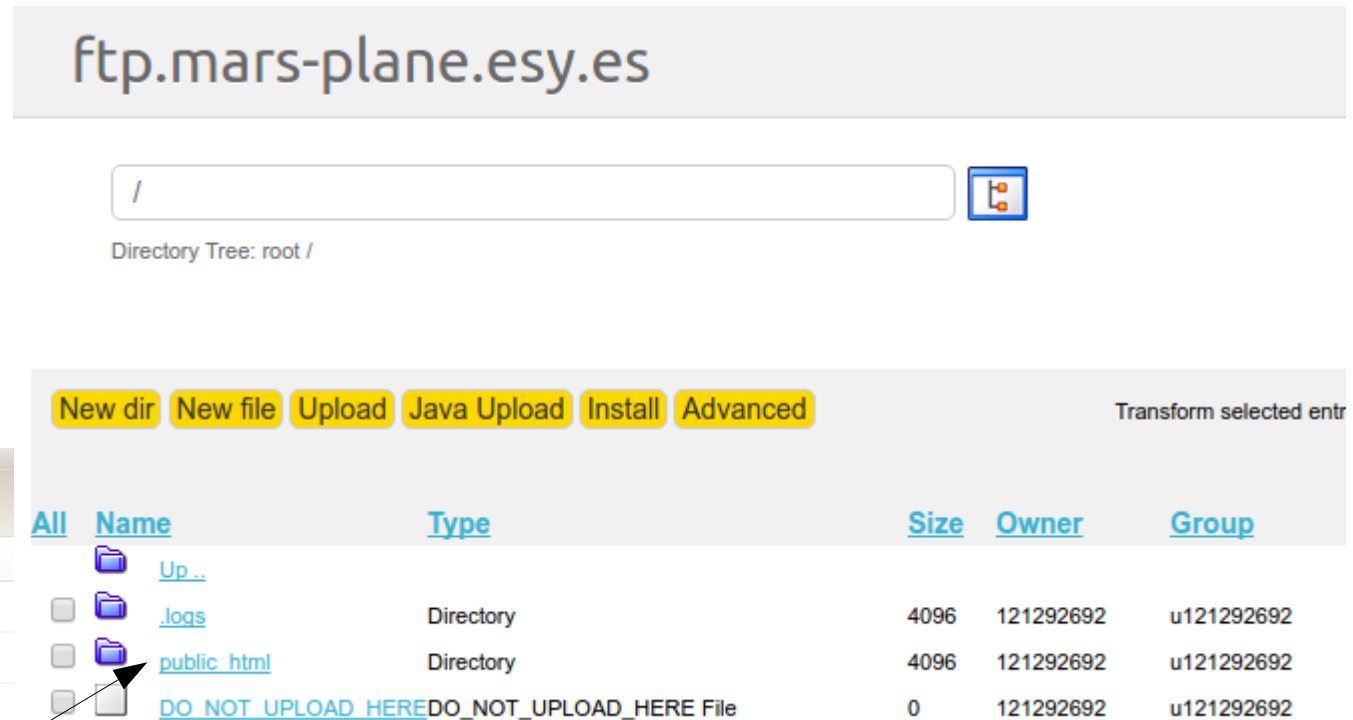 ftp.mars-plane.esy.es
/
Directory Tree: root /
New dir New file Upload Java Upload Install Advanced Transform selected entr
All Name Type Size Owner Group
Up ..
.logs Directory 4096 121292692 u121292692
public_html Directory 4096 121292692 u121292692
DO_NOT_UPLOAD_HERE DO_NOT_UPLOAD_HERE File 0 121292692 u121292692